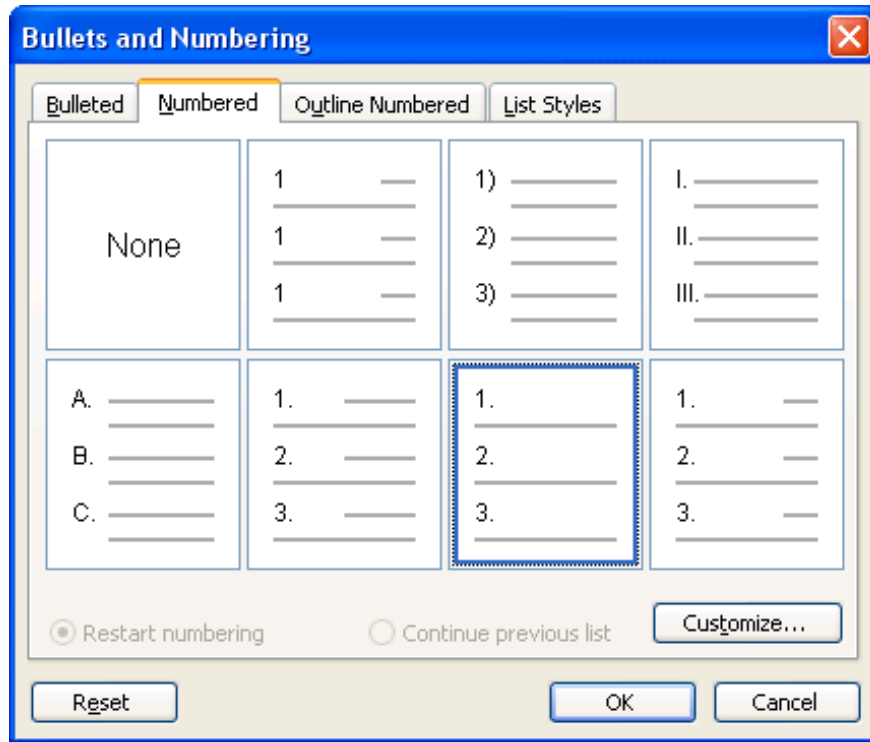 Bullets and Numbering
Bulleted Numbered Outline Numbered List Styles
None
1
1
1
1)
2)
3)
I.
II.
III.
A.
B.
C.
1.
2.
3.
1.
2.
3.
1.
2.
3.
Restart numbering Continue previous list Customize...
Reset OK Cancel